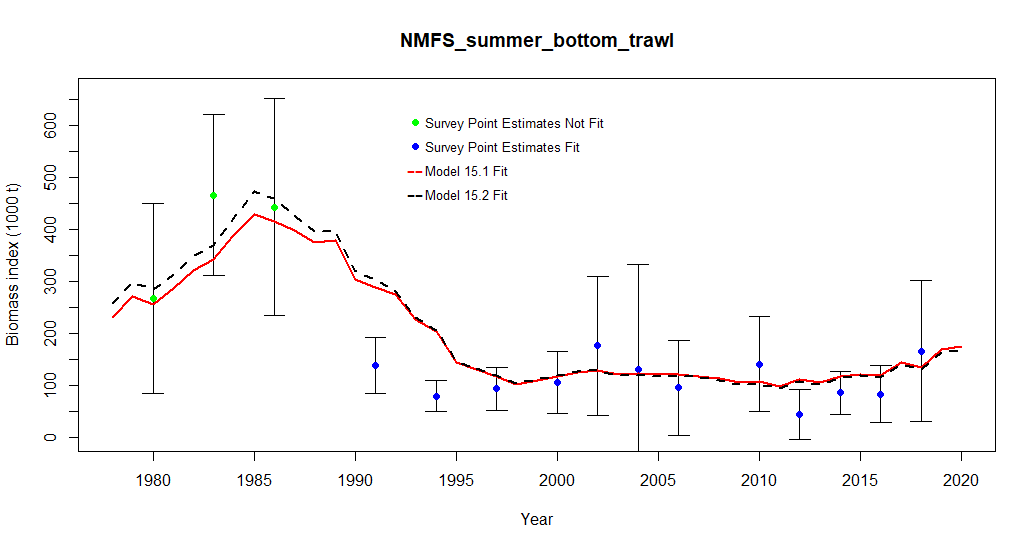 NMFS_summer_bottom_trawl
Survey Point Estimates Not Fit
Survey Point Estimates Fit
Model 15.1 Fit
Model 15.2 Fit
Biomass index (1000 t)
600
500
400
300
200
100
0
1980 1985 1990 1995 2000 2005 2010 2015 2020
Year